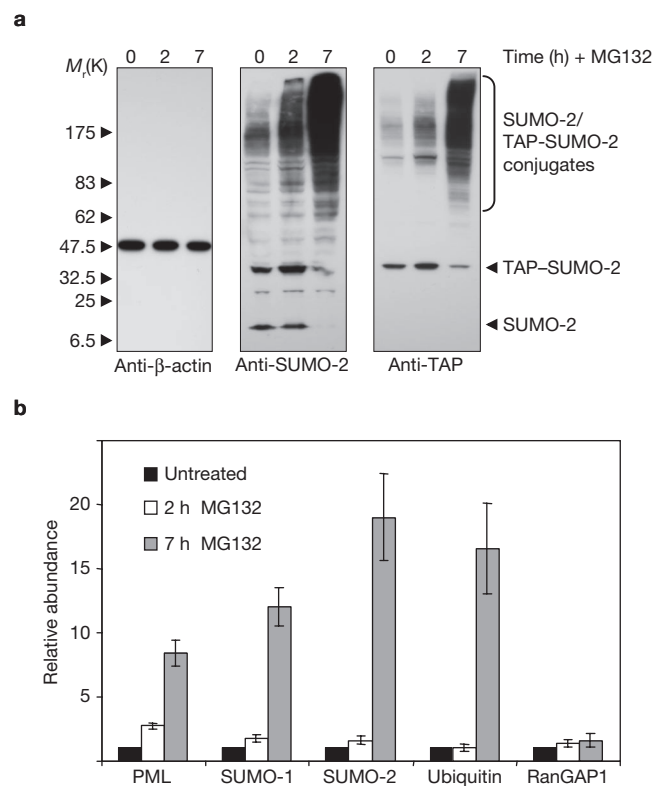 a
0 2 7 0 2 7 0 2 7 Time (h) + MG132
Mr(K)
175
83
62
47.5
32.5
25
6.5
SUMO-2/
TAP-SUMO-2
conjugates
TAP–SUMO-2
SUMO-2
Anti-β-actin Anti-SUMO-2 Anti-TAP
b
Relative abundance
20
15
10
5
Untreated
2 h MG132
7 h MG132
PML SUMO-1 SUMO-2 Ubiquitin RanGAP1